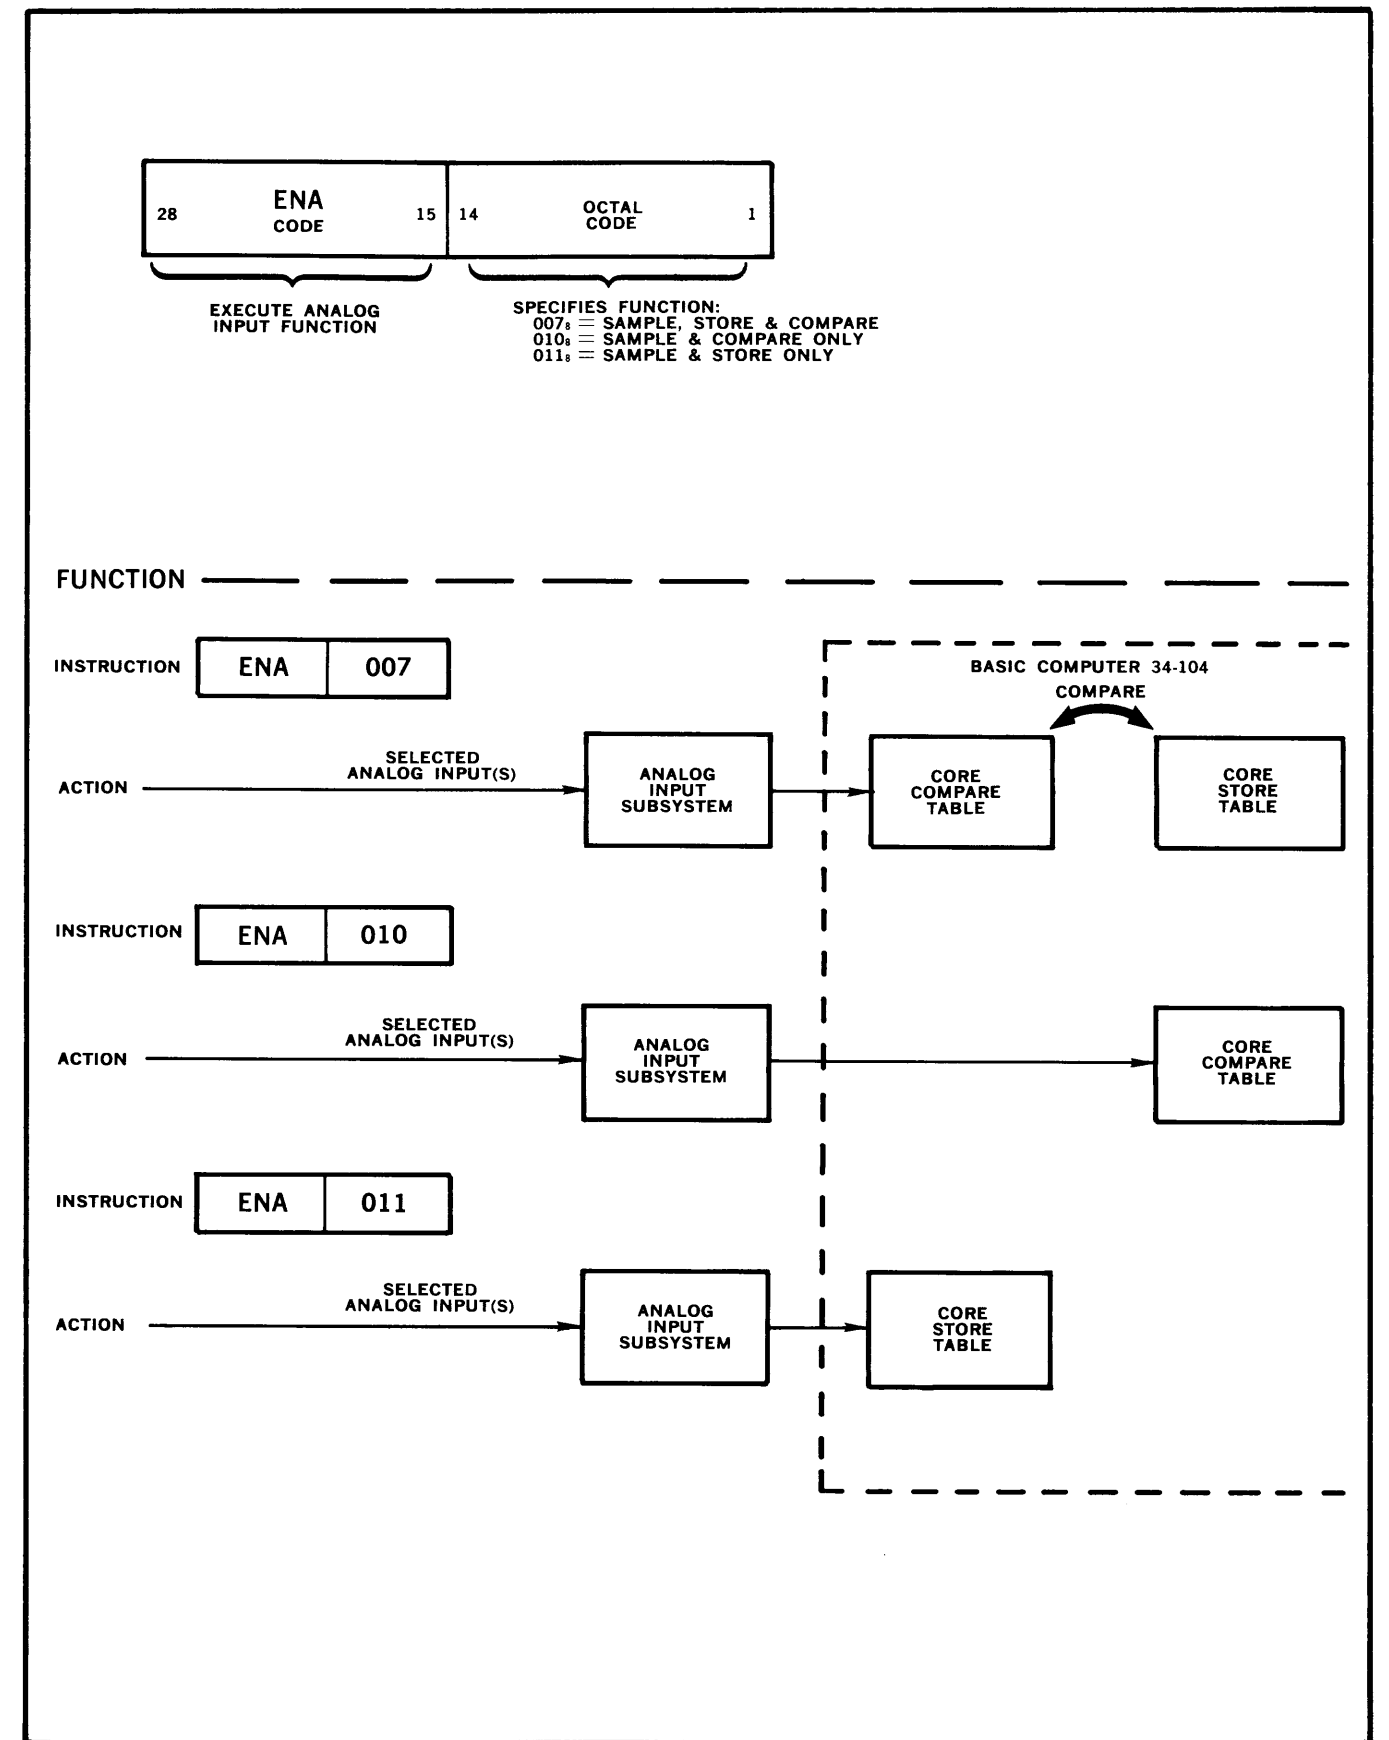 ENA
CODE
28
15
14
OCTAL
CODE
1
EXECUTE ANALOG
INPUT FUNCTION
SPECIFIES FUNCTION:
007₈ = SAMPLE, STORE & COMPARE
010₈ = SAMPLE & COMPARE ONLY
011₈ = SAMPLE & STORE ONLY
FUNCTION
INSTRUCTION
ENA
007
BASIC COMPUTER 34-104
COMPARE
ACTION
SELECTED
ANALOG INPUT(S)
ANALOG
INPUT
SUBSYSTEM
CORE
COMPARE
TABLE
CORE
STORE
TABLE
INSTRUCTION
ENA
010
ACTION
SELECTED
ANALOG INPUT(S)
ANALOG
INPUT
SUBSYSTEM
CORE
COMPARE
TABLE
INSTRUCTION
ENA
011
ACTION
SELECTED
ANALOG INPUT(S)
ANALOG
INPUT
SUBSYSTEM
CORE
STORE
TABLE